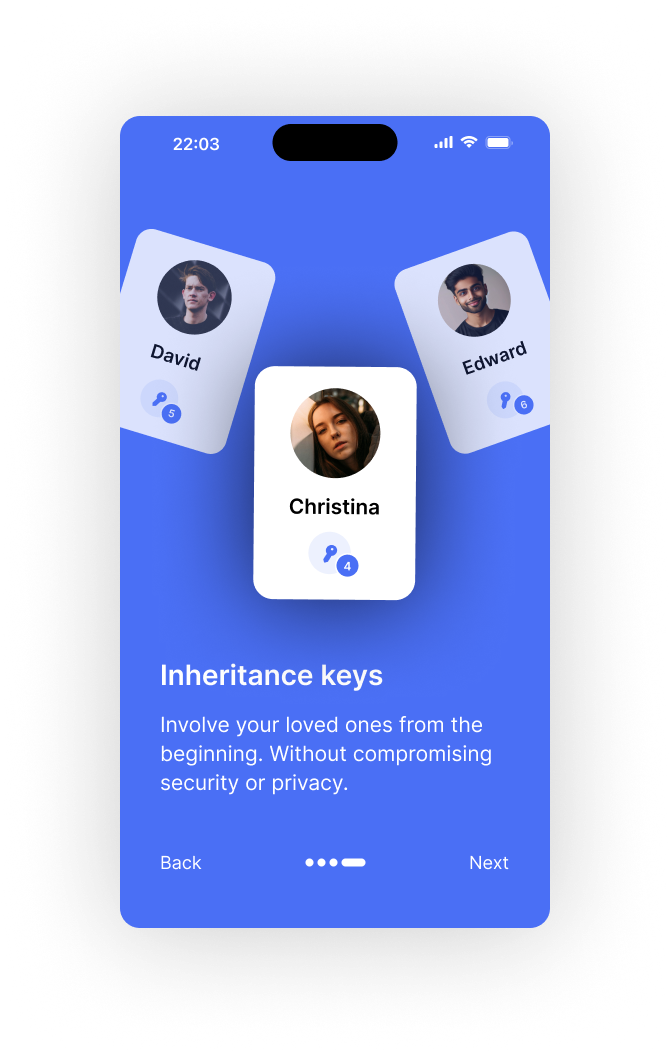 22:03
David
5
Edward
6
Christina
4
Inheritance keys
Involve your loved ones from the
beginning. Without compromising
security or privacy.
Back
Next